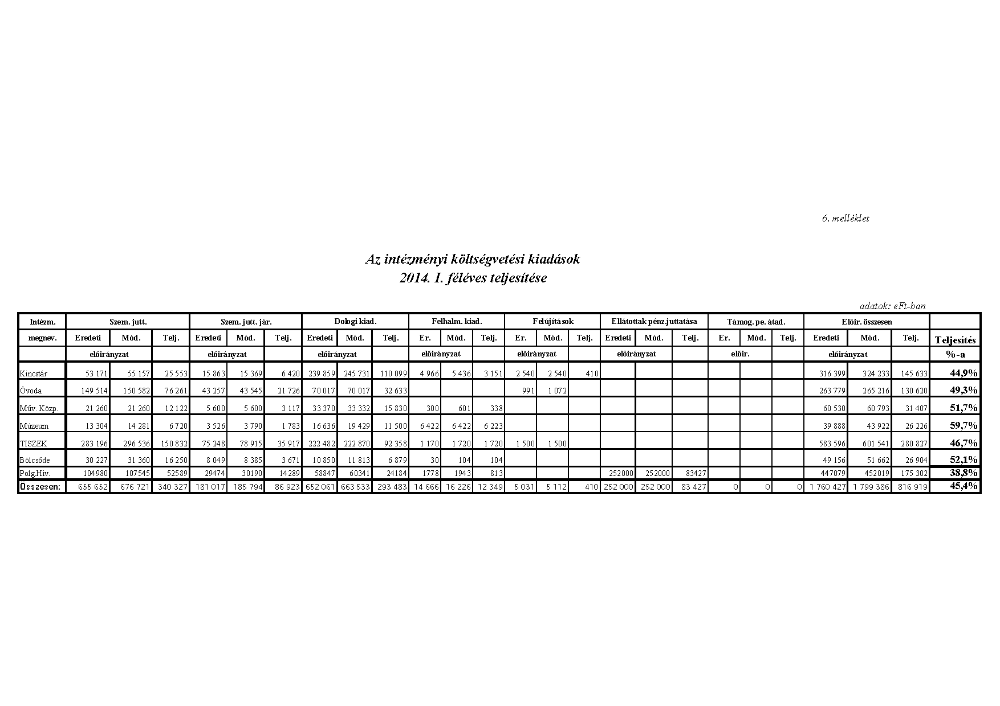 6. melléklet
Az intézményi költségvetési kiadások
2014. I. féléves teljesítése
adatok: eFt-ban
Intézm. Szem. jutt. Szem. jutt. jár. Dologi kiad. Felhalm. kiad. Felújítások Ellátottak pénz.juttatása Támog. pe. átad. Előir. összesen
megnev. Eredeti Mód. Telj. Eredeti Mód. Telj. Eredeti Mód. Telj. Er. Mód. Telj. Er. Mód. Telj. Eredeti Mód. Telj. Er. Mód. Telj. Eredeti Mód. Telj. Teljesítés
előirányzat előirányzat előirányzat előirányzat előirányzat előirányzat előir. előirányzat %-a
Kincstár 53 171 55 157 25 553 15 863 15 369 6 420 239 859 245 731 110 099 4 966 5 436 3 151 2 540 2 540 410 316 399 324 233 145 633 44,9%
Óvoda 149 514 150 582 76 261 43 257 43 545 21 726 70 017 70 017 32 633 991 1 072 263 779 265 216 130 620 49,3%
Műv. Közp. 21 260 21 260 12 122 5 600 5 600 3 117 33 370 33 332 15 830 300 601 338 60 530 60 793 31 407 51,7%
Múzeum 13 304 14 281 6 720 3 526 3 790 1 783 16 636 19 429 11 500 6 422 6 422 6 223 39 888 43 922 26 226 59,7%
TISZEK 283 196 296 536 150 832 75 248 78 915 35 917 222 482 222 870 92 358 1 170 1 720 1 720 1 500 1 500 583 596 601 541 280 827 46,7%
Bölcsőde 30 227 31 360 16 250 8 049 8 385 3 671 10 850 11 813 6 879 30 104 104 49 156 51 662 26 904 52,1%
Polg.Hiv. 104980 107545 52589 29474 30190 14289 58847 60341 24184 1778 1943 813 252000 252000 83427 447079 452019 175 302 38,8%
Összesen: 655 652 676 721 340 327 181 017 185 794 86 923 652 061 663 533 293 483 14 666 16 226 12 349 5 031 5 112 410 252 000 252 000 83 427 0 0 0 1 760 427 1 799 386 816 919 45,4%